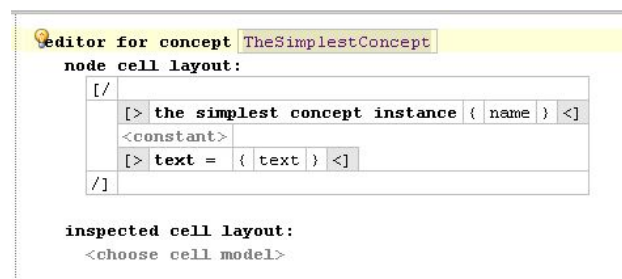 editor for concept TheSimplestConcept
node cell layout:
[/
[> the simplest concept instance { name } <]
<constant>
[> text = { text } <]
/]
inspected cell layout:
<choose cell model>